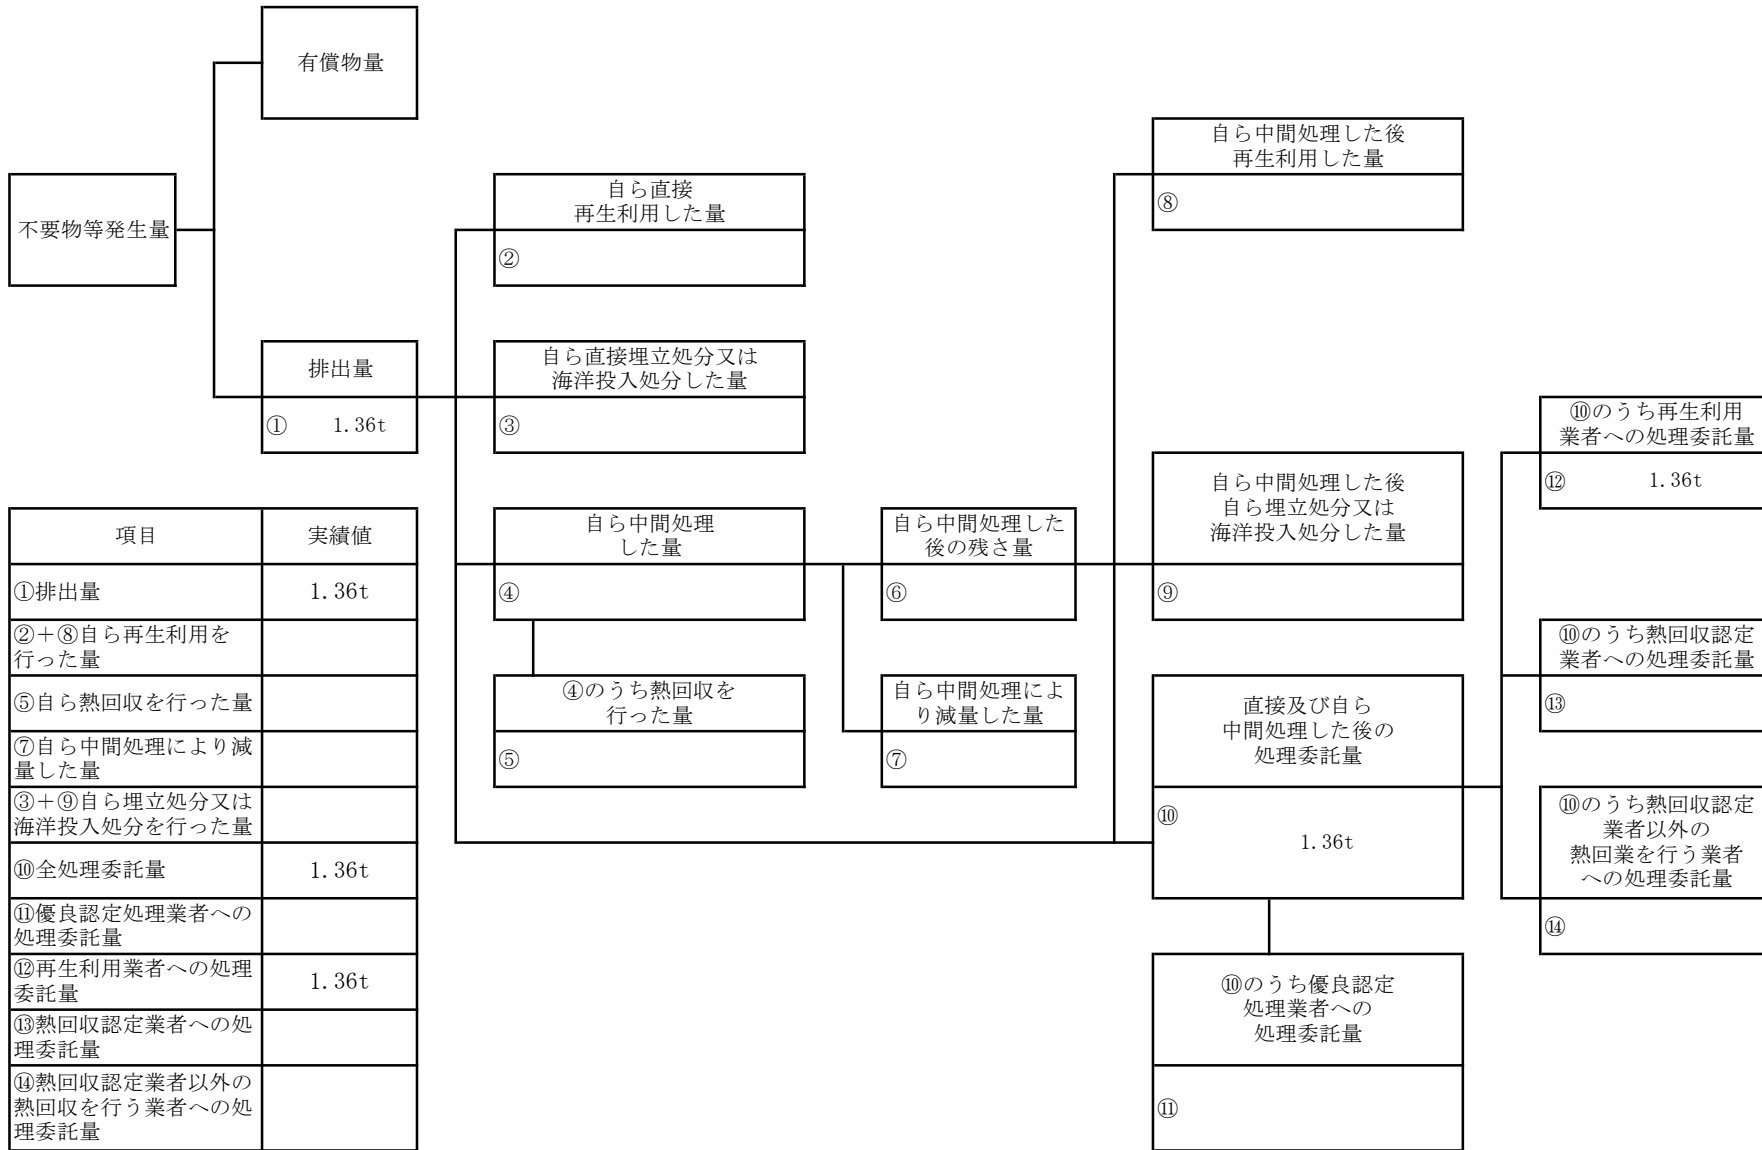 有償物量
不要物等発生量
排出量
① 1.36t
自ら直接
再生利用した量
②
自ら直接埋立処分又は
海洋投入処分した量
③
自ら中間処理
した量
④
④のうち熱回収を
行った量
⑤
自ら中間処理した
後の残さ量
⑥
自ら中間処理によ
り減量した量
⑦
自ら中間処理した後
再生利用した量
⑧
自ら中間処理した後
自ら埋立処分又は
海洋投入処分した量
⑨
直接及び自ら
中間処理した後の
処理委託量
⑩
1.36t
⑩のうち優良認定
処理業者への
処理委託量
⑪
⑩のうち再生利用
業者への処理委託量
⑫ 1.36t
⑩のうち熱回収認定
業者への処理委託量
⑬
⑩のうち熱回収認定
業者以外の
熱回業を行う業者
への処理委託量
⑭
項目 実績値
①排出量 1.36t
②＋⑧自ら再生利用を
行った量
⑤自ら熱回収を行った量
⑦自ら中間処理により減
量した量
③＋⑨自ら埋立処分又は
海洋投入処分を行った量
⑩全処理委託量 1.36t
⑪優良認定処理業者への
処理委託量
⑫再生利用業者への処理
委託量 1.36t
⑬熱回収認定業者への処
理委託量
⑭熱回収認定業者以外の
熱回収を行う業者への処
理委託量